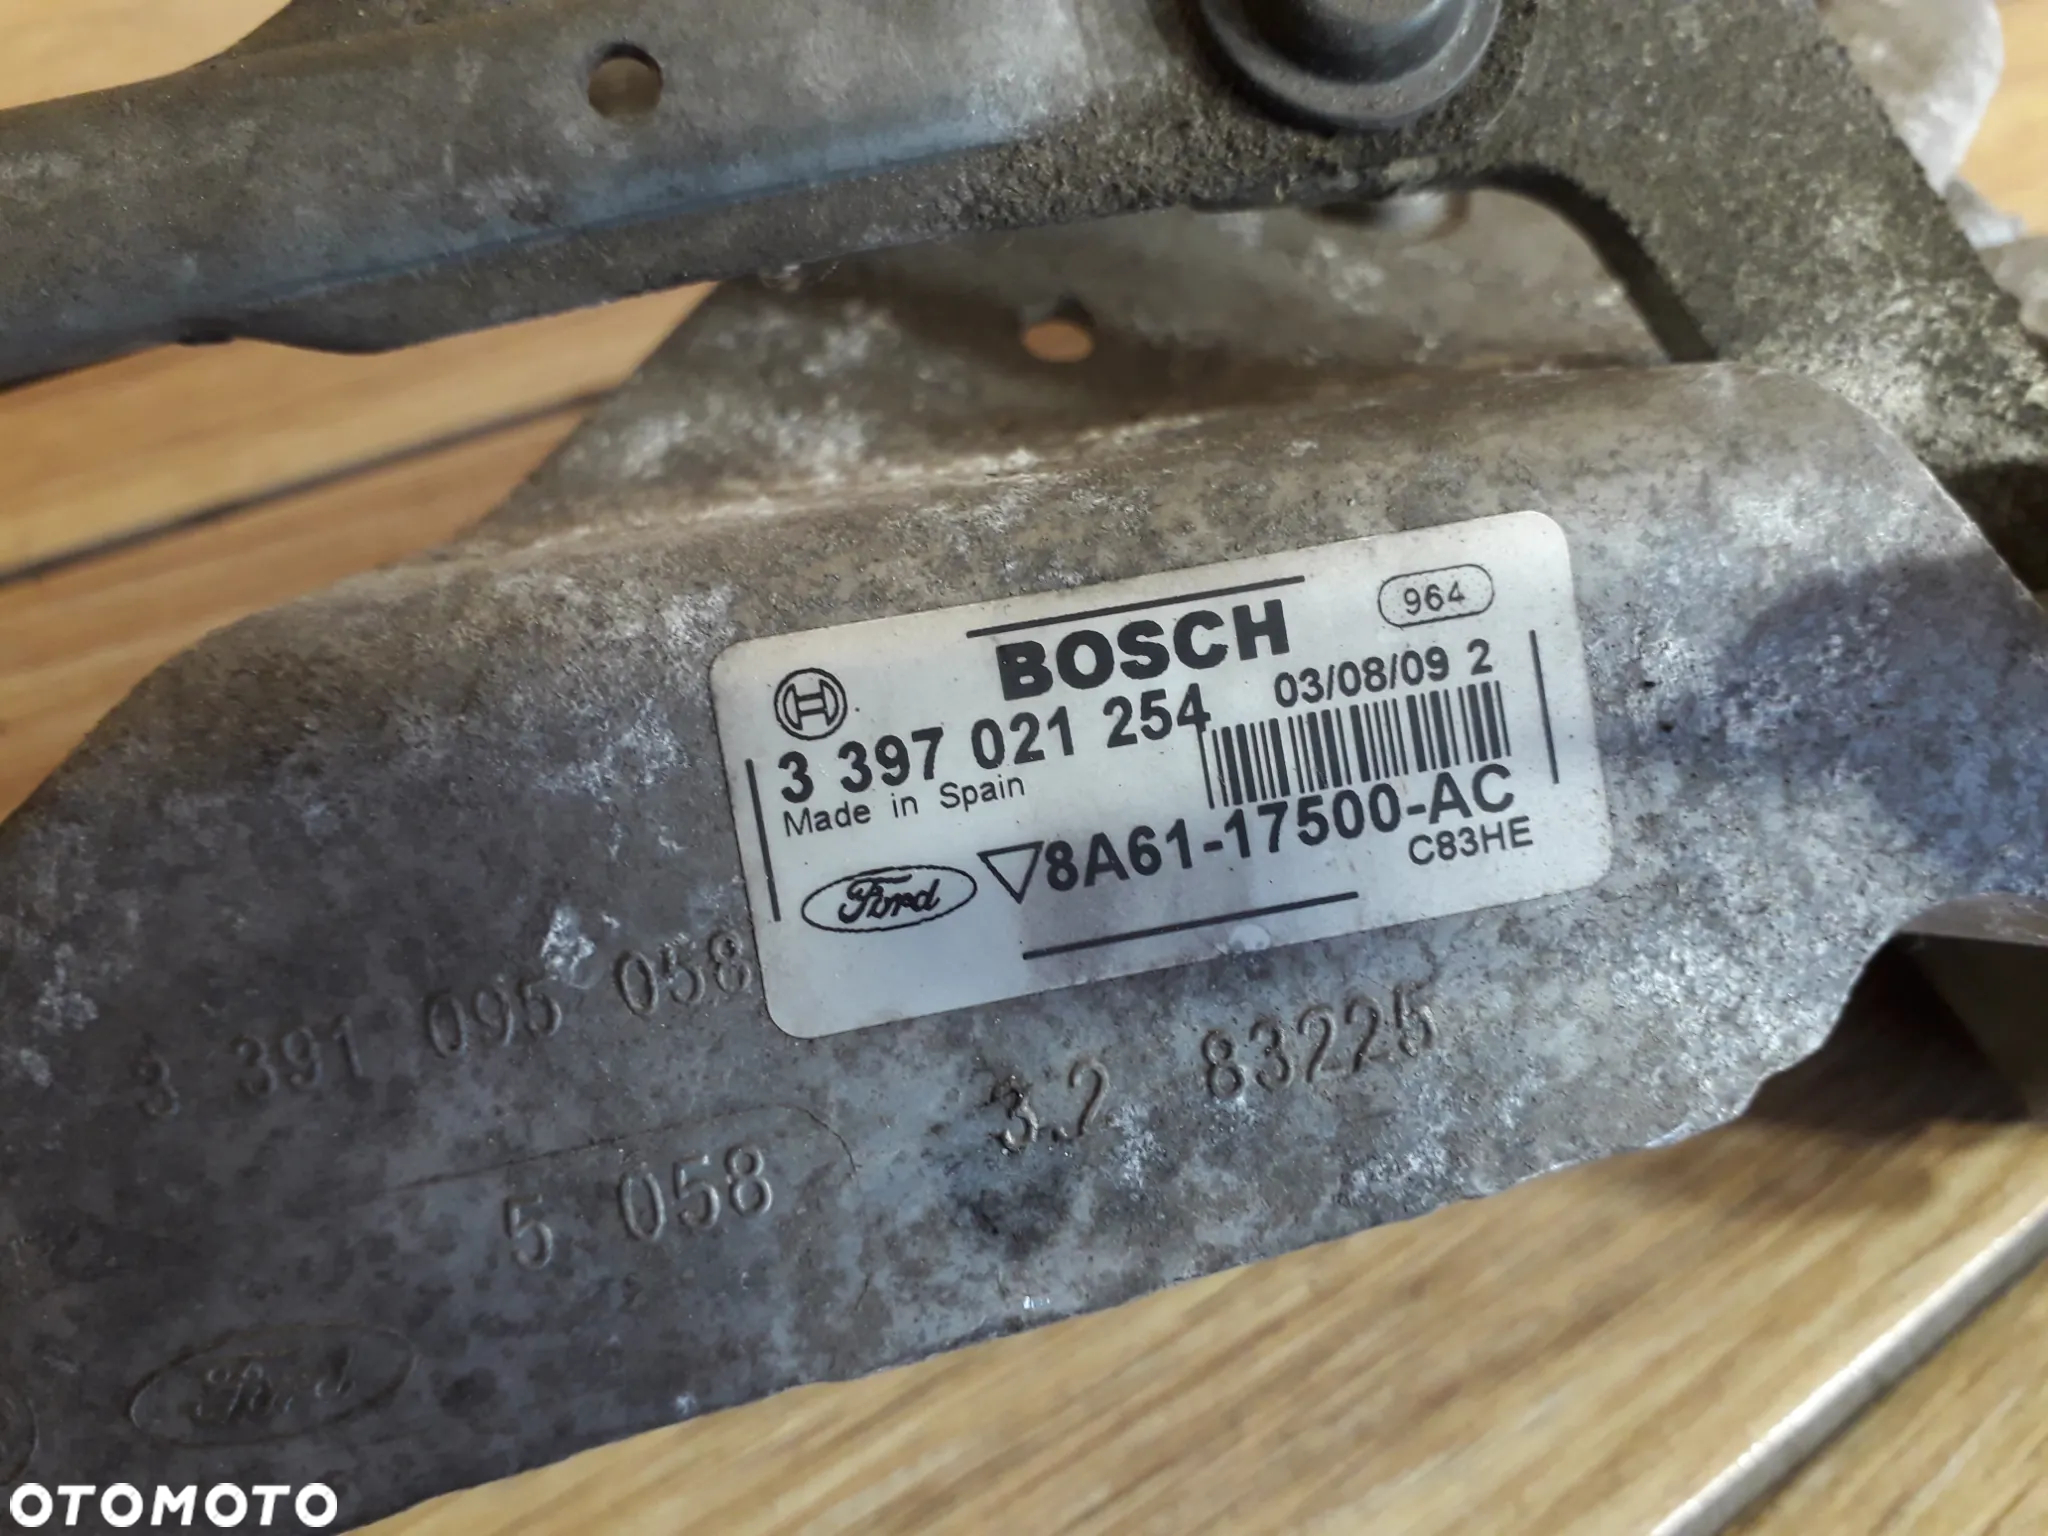 BOSCH
964
03/08/09 2
3 397 021 254
Made in Spain
8A61-17500-AC
C83HE
Ford
3 391 095 058
3.2 83225
5 058
Ford
OTOMOTO